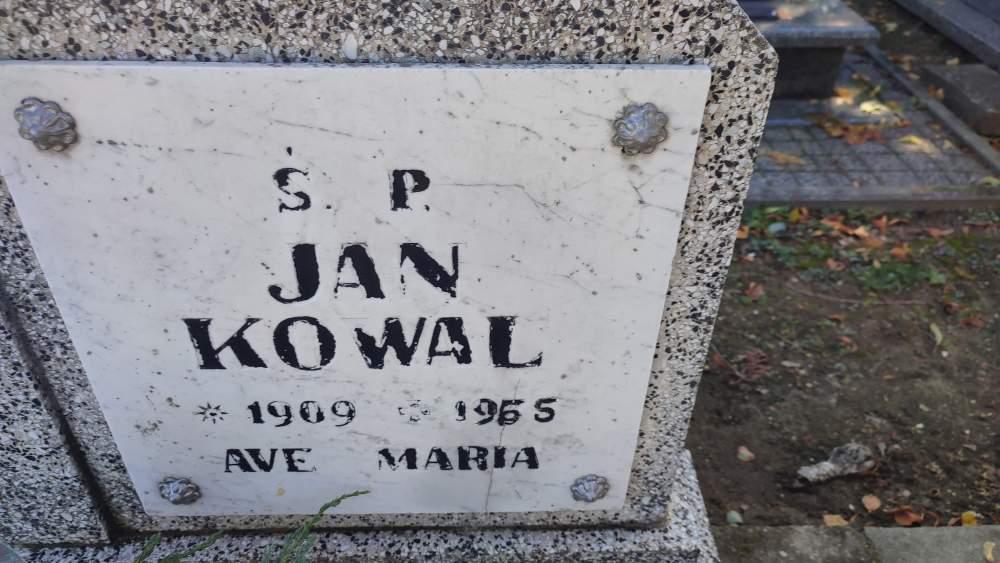 Ś. P.
JAN
KOWAL
* 1909 1965
AVE MARIA